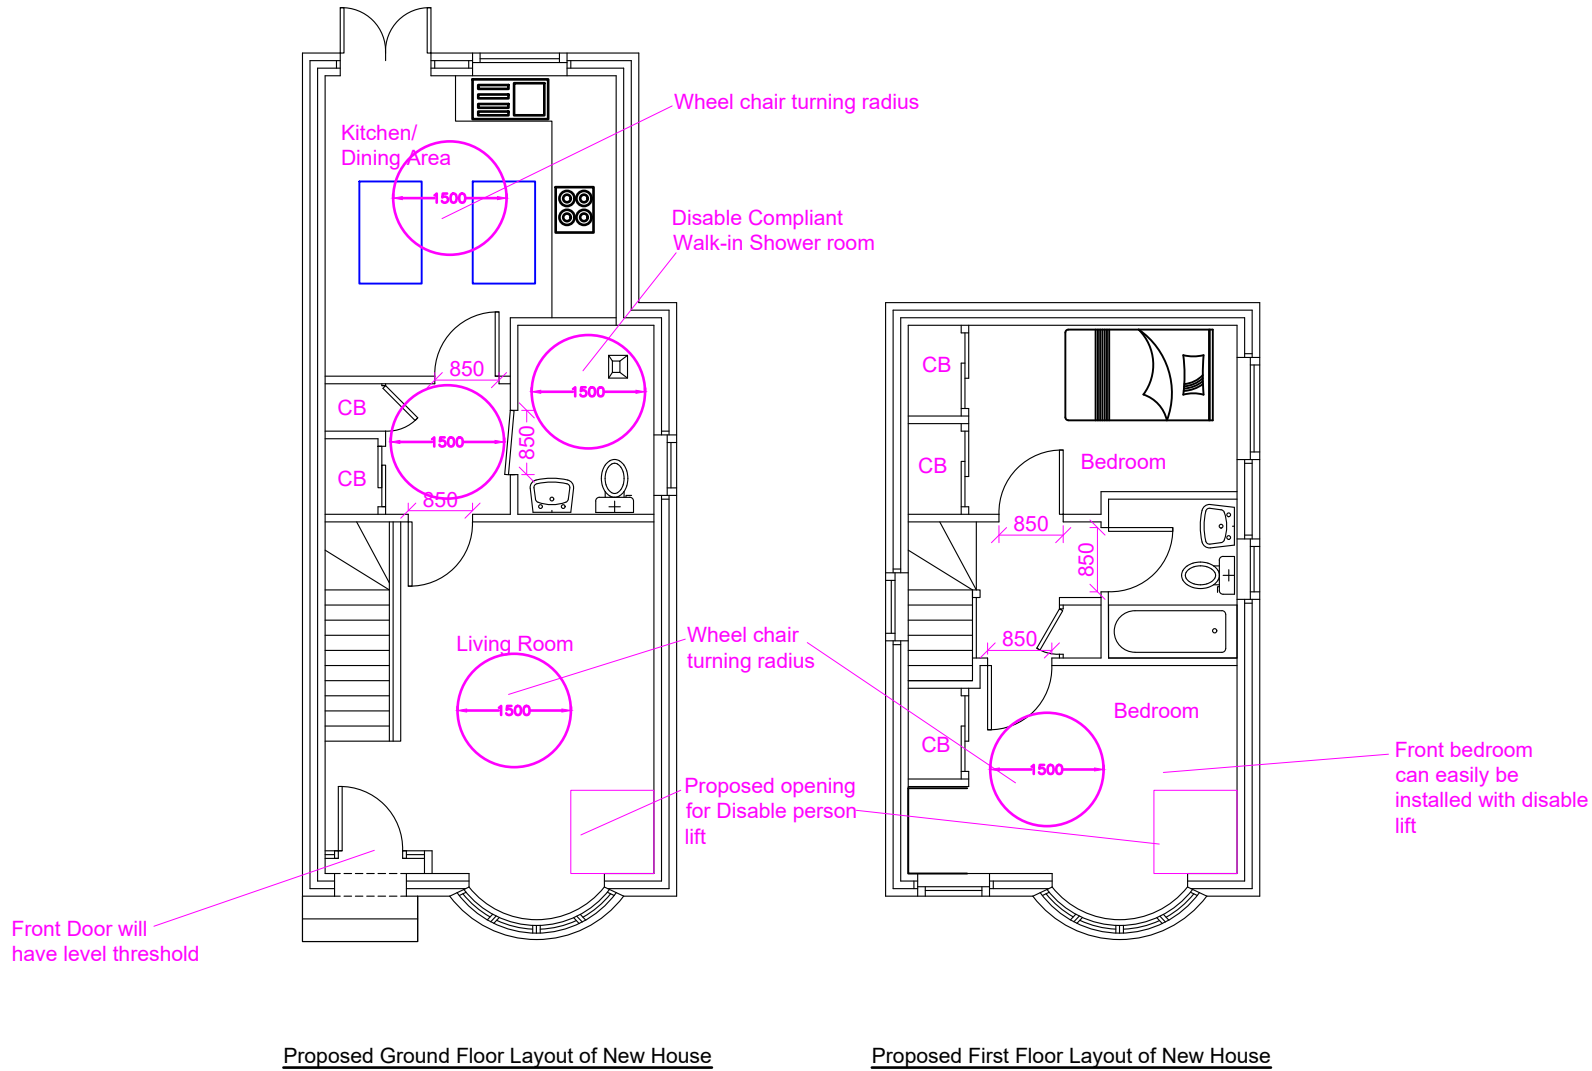 Wheel chair turning radius
Kitchen/
Dining Area
1500
Disable Compliant
Walk-in Shower room
850
CB
1500
1500
850
CB
850
Living Room
Wheel chair
turning radius
1500
Proposed opening
for Disable person
lift
Front Door will
have level threshold
CB
CB
Bedroom
850
850
850
Bedroom
CB
1500
Front bedroom
can easily be
installed with disable
lift
Proposed Ground Floor Layout of New House
Proposed First Floor Layout of New House